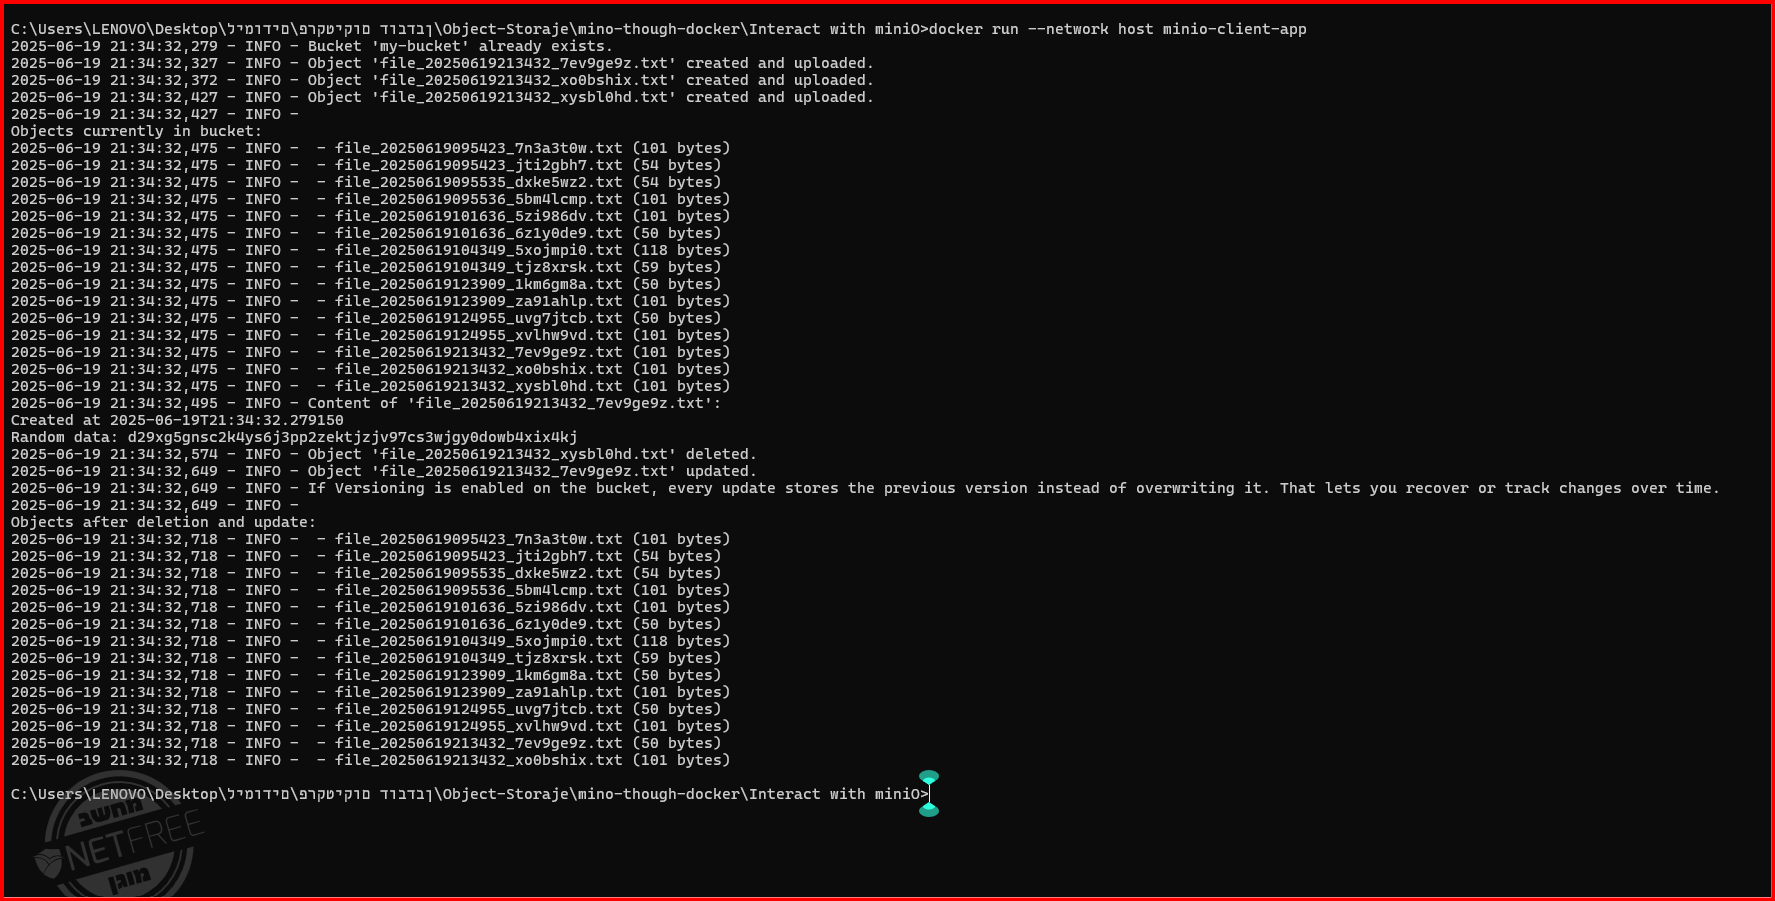 C:\Users\LENOVO\Desktop\לימודים\פרקטיקום דובדבן\Object-Storaje\mino-though-docker\Interact with miniO>docker run --network host minio-client-app
2025-06-19 21:34:32,279 - INFO - Bucket 'my-bucket' already exists.
2025-06-19 21:34:32,327 - INFO - Object 'file_20250619213432_7ev9ge9z.txt' created and uploaded.
2025-06-19 21:34:32,372 - INFO - Object 'file_20250619213432_xo0bshix.txt' created and uploaded.
2025-06-19 21:34:32,427 - INFO - Object 'file_20250619213432_xysbl0hd.txt' created and uploaded.
2025-06-19 21:34:32,427 - INFO -
Objects currently in bucket:
2025-06-19 21:34:32,475 - INFO -  - file_20250619095423_7n3a3t0w.txt (101 bytes)
2025-06-19 21:34:32,475 - INFO -  - file_20250619095423_jti2gbh7.txt (54 bytes)
2025-06-19 21:34:32,475 - INFO -  - file_20250619095535_dxke5wz2.txt (54 bytes)
2025-06-19 21:34:32,475 - INFO -  - file_20250619095536_5bm4lcmp.txt (101 bytes)
2025-06-19 21:34:32,475 - INFO -  - file_20250619101636_5zi986dv.txt (101 bytes)
2025-06-19 21:34:32,475 - INFO -  - file_20250619101636_6z1y0de9.txt (50 bytes)
2025-06-19 21:34:32,475 - INFO -  - file_20250619104349_5xojmpi0.txt (118 bytes)
2025-06-19 21:34:32,475 - INFO -  - file_20250619104349_tjz8xrsk.txt (59 bytes)
2025-06-19 21:34:32,475 - INFO -  - file_20250619123909_1km6gm8a.txt (50 bytes)
2025-06-19 21:34:32,475 - INFO -  - file_20250619123909_za91ahlp.txt (101 bytes)
2025-06-19 21:34:32,475 - INFO -  - file_20250619124955_uvg7jtcb.txt (50 bytes)
2025-06-19 21:34:32,475 - INFO -  - file_20250619124955_xvlhw9vd.txt (101 bytes)
2025-06-19 21:34:32,475 - INFO -  - file_20250619213432_7ev9ge9z.txt (101 bytes)
2025-06-19 21:34:32,475 - INFO -  - file_20250619213432_xo0bshix.txt (101 bytes)
2025-06-19 21:34:32,475 - INFO -  - file_20250619213432_xysbl0hd.txt (101 bytes)
2025-06-19 21:34:32,495 - INFO - Content of 'file_20250619213432_7ev9ge9z.txt':
Created at 2025-06-19T21:34:32.279150
Random data: d29xg5gnsc2k4ys6j3pp2zektjzjv97cs3wjgy0dowb4xix4kj
2025-06-19 21:34:32,574 - INFO - Object 'file_20250619213432_xysbl0hd.txt' deleted.
2025-06-19 21:34:32,649 - INFO - Object 'file_20250619213432_7ev9ge9z.txt' updated.
2025-06-19 21:34:32,649 - INFO - If Versioning is enabled on the bucket, every update stores the previous version instead of overwriting it. That lets you recover or track changes over time.
2025-06-19 21:34:32,649 - INFO -
Objects after deletion and update:
2025-06-19 21:34:32,718 - INFO -  - file_20250619095423_7n3a3t0w.txt (101 bytes)
2025-06-19 21:34:32,718 - INFO -  - file_20250619095423_jti2gbh7.txt (54 bytes)
2025-06-19 21:34:32,718 - INFO -  - file_20250619095535_dxke5wz2.txt (54 bytes)
2025-06-19 21:34:32,718 - INFO -  - file_20250619095536_5bm4lcmp.txt (101 bytes)
2025-06-19 21:34:32,718 - INFO -  - file_20250619101636_5zi986dv.txt (101 bytes)
2025-06-19 21:34:32,718 - INFO -  - file_20250619101636_6z1y0de9.txt (50 bytes)
2025-06-19 21:34:32,718 - INFO -  - file_20250619104349_5xojmpi0.txt (118 bytes)
2025-06-19 21:34:32,718 - INFO -  - file_20250619104349_tjz8xrsk.txt (59 bytes)
2025-06-19 21:34:32,718 - INFO -  - file_20250619123909_1km6gm8a.txt (50 bytes)
2025-06-19 21:34:32,718 - INFO -  - file_20250619123909_za91ahlp.txt (101 bytes)
2025-06-19 21:34:32,718 - INFO -  - file_20250619124955_uvg7jtcb.txt (50 bytes)
2025-06-19 21:34:32,718 - INFO -  - file_20250619124955_xvlhw9vd.txt (101 bytes)
2025-06-19 21:34:32,718 - INFO -  - file_20250619213432_7ev9ge9z.txt (50 bytes)
2025-06-19 21:34:32,718 - INFO -  - file_20250619213432_xo0bshix.txt (101 bytes)
C:\Users\LENOVO\Desktop\לימודים\פרקטיקום דובדבן\Object-Storaje\mino-though-docker\Interact with miniO>
מחשב
NETFREE
מוגן